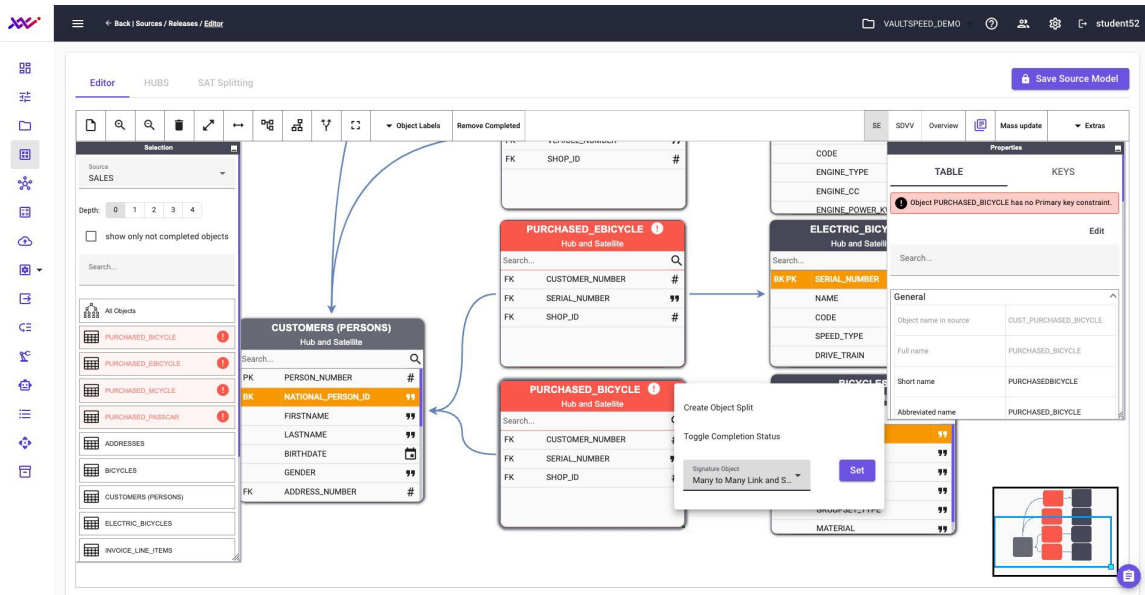 ← Back | Sources / Releases / Editor
VAULTSPEED_DEMO
student52
Editor
HUBS
SAT Splitting
Save Source Model
Object Labels
Remove Completed
SE
SDVV
Overview
Mass update
Extras
Selection
Source
SALES
Depth: 0 1 2 3 4
show only not completed objects
Search...
All Objects
PURCHASED_BICYCLE
PURCHASED_EBICYCLE
PURCHASED_MCYCLE
PURCHASED_PASSCAR
ADDRESSES
BICYCLES
CUSTOMERS (PERSONS)
ELECTRIC_BICYCLES
INVOICE_LINE_ITEMS
CUSTOMERS (PERSONS)
Hub and Satellite
Search...
PK PERSON_NUMBER #
BK NATIONAL_PERSON_ID
FIRSTNAME
LASTNAME
BIRTHDATE
GENDER
FK ADDRESS_NUMBER #
FK SHOP_ID #
PURCHASED_EBICYCLE
Hub and Satellite
Search...
FK CUSTOMER_NUMBER #
FK SERIAL_NUMBER
FK SHOP_ID #
PURCHASED_BICYCLE
Hub and Satellite
Search...
FK CUSTOMER_NUMBER
FK SERIAL_NUMBER
FK SHOP_ID
CODE
ENGINE_TYPE
ENGINE_CC
ENGINE_POWER_K
ELECTRIC_BICY
Hub and Satelli
Search...
BK PK SERIAL_NUMBER
NAME
CODE
SPEED_TYPE
DRIVE_TRAIN
BICYCLES
GROUPSET_TYPE
MATERIAL
Create Object Split
Toggle Completion Status
Signature Object
Many to Many Link and S...
Set
Properties
TABLE
KEYS
Object PURCHASED_BICYCLE has no Primary key constraint.
Edit
Search...
General
Object name in source CUST_PURCHASED_BICYCLE
Full name PURCHASED_BICYCLE
Short name PURCHASEDBICYCLE
Abbreviated name PURCHASED_BICYCLE